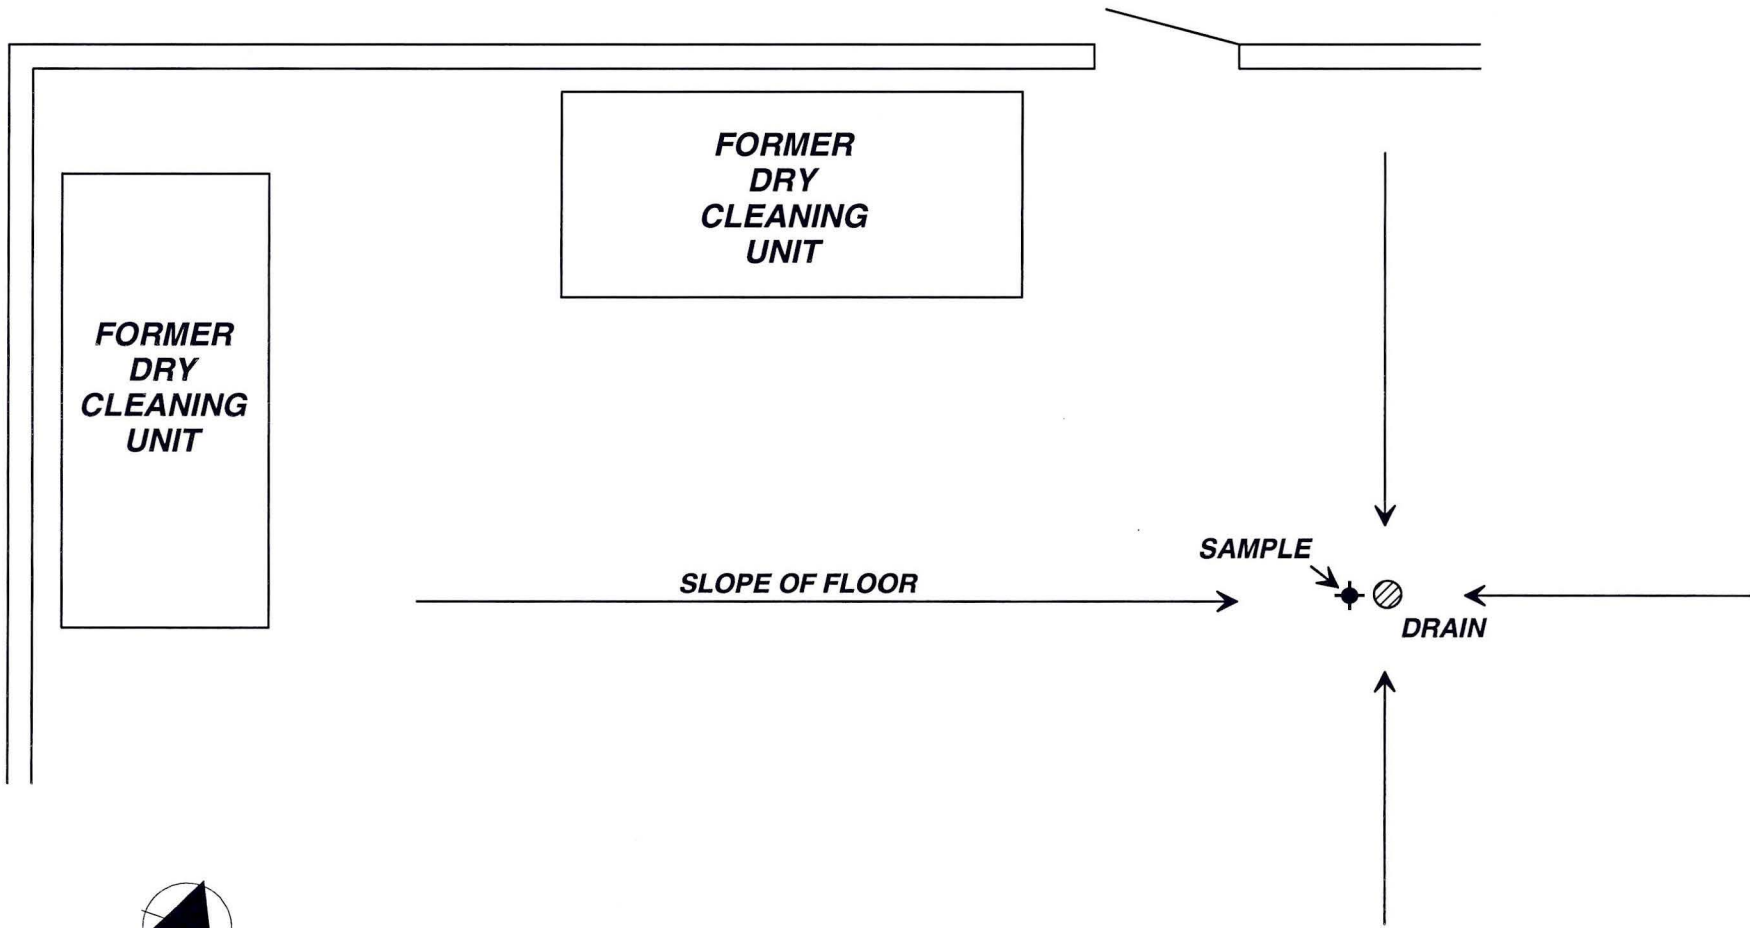 FORMER
DRY
CLEANING
UNIT
FORMER
DRY
CLEANING
UNIT
SAMPLE
SLOPE OF FLOOR
DRAIN